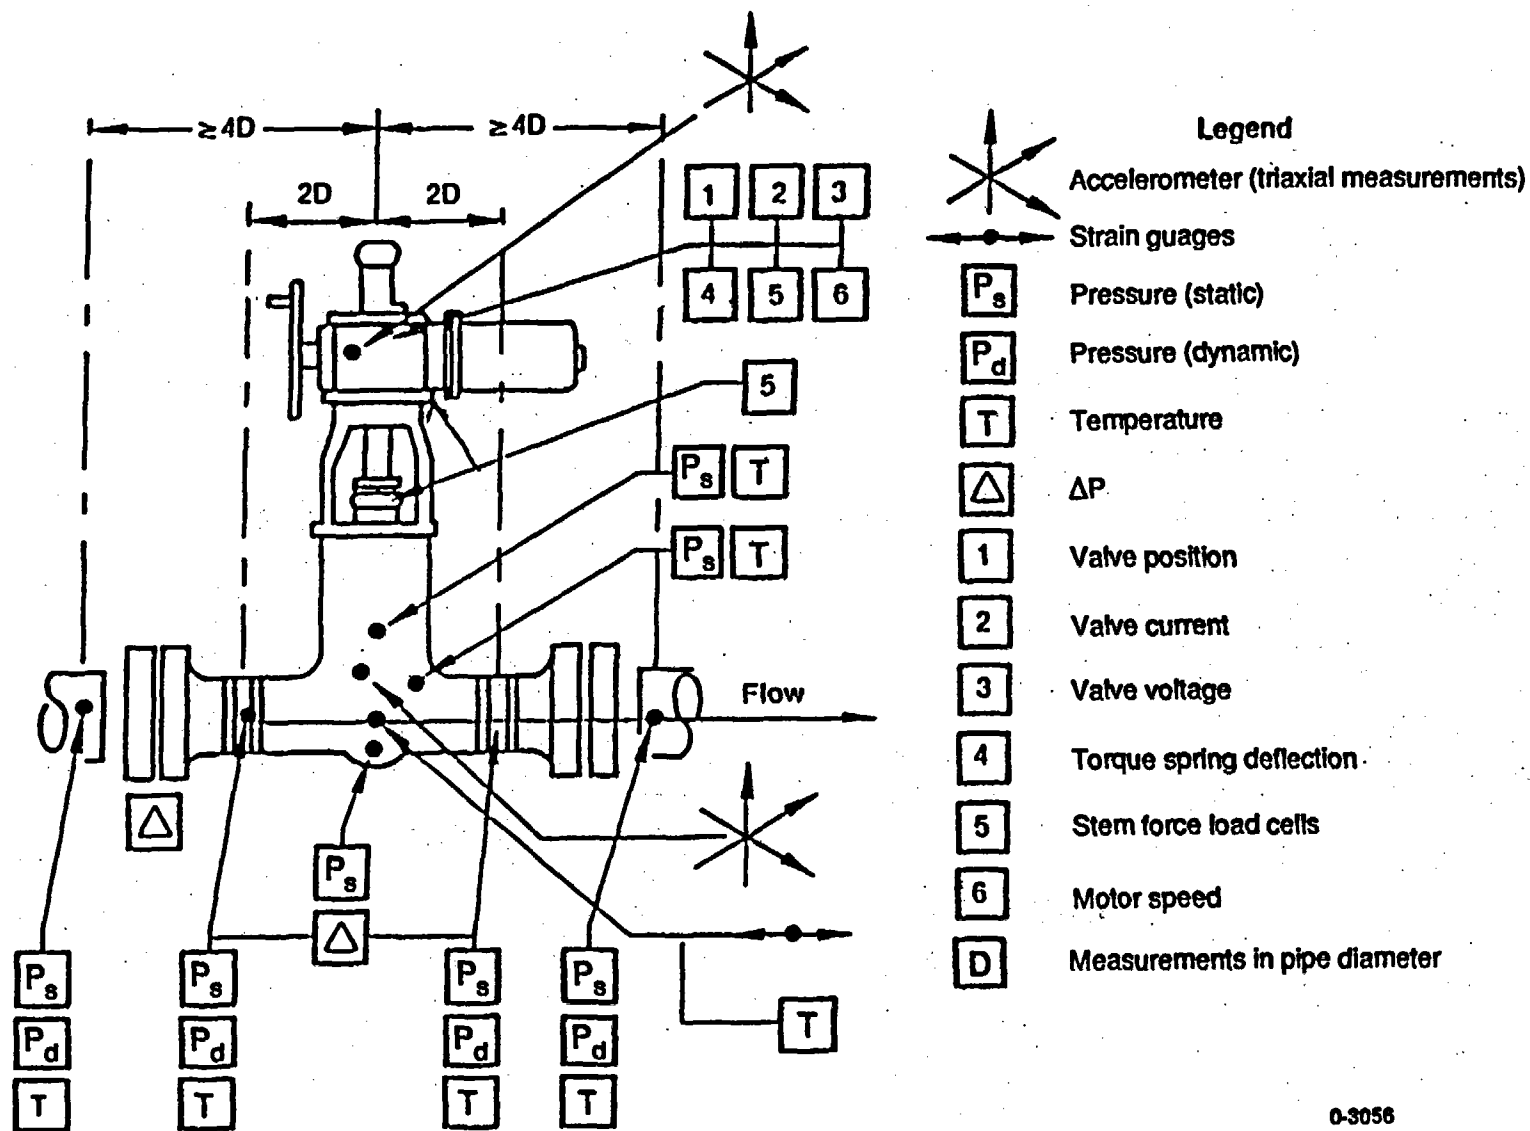 ≥ 4D
≥ 4D
2D
2D
1
2
3
4
5
6
5
Ps
T
Ps
T
Flow
Ps
Ps
Pd
T
Ps
Pd
T
Ps
Pd
T
Ps
Pd
T
T
Legend
Accelerometer (triaxial measurements)
Strain guages
Ps Pressure (static)
Pd Pressure (dynamic)
T Temperature
△ ΔP
1 Valve position
2 Valve current
3 Valve voltage
4 Torque spring deflection
5 Stem force load cells
6 Motor speed
D Measurements in pipe diameter
0-3056